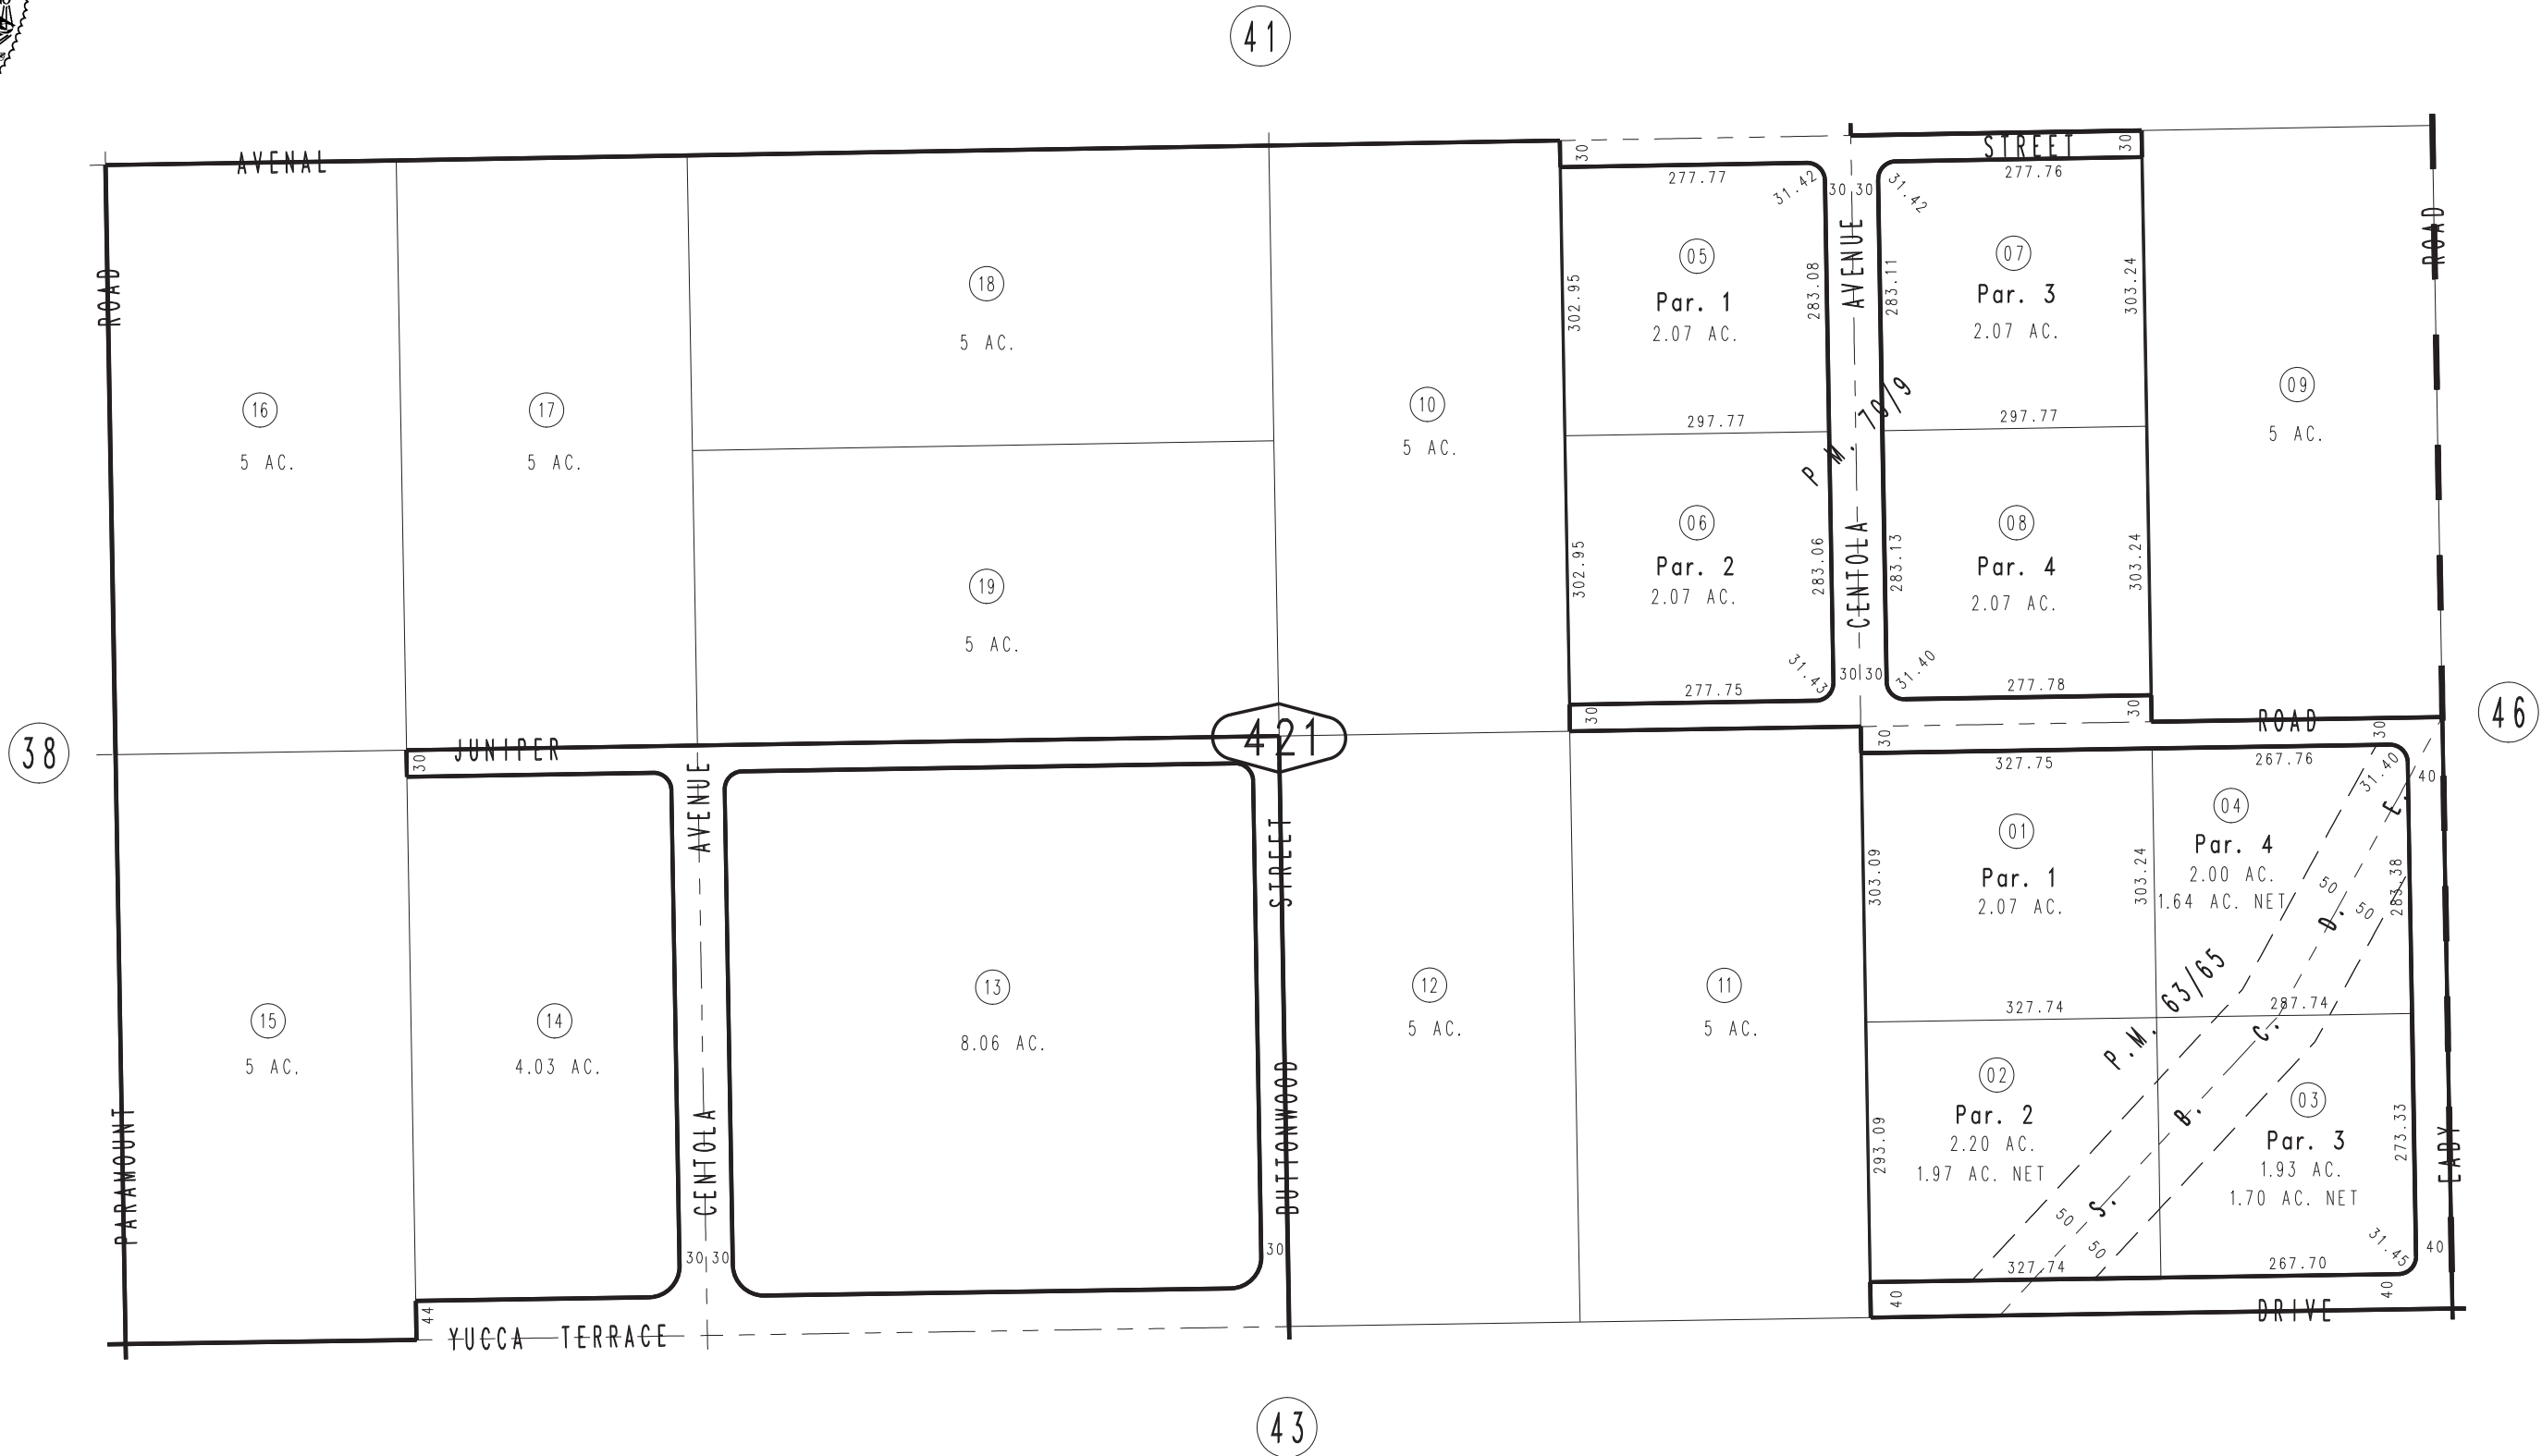 41
AVENAL
STREET
30
30
277.77
31.42
30
30
31.42
277.76
ROAD
ROAD
05
Par. 1
2.07 AC.
302.95
283.08
AVENUE
283.11
07
Par. 3
2.07 AC.
303.24
18
5 AC.
16
5 AC.
17
5 AC.
10
5 AC.
297.77
P. M. 70/9
297.77
09
5 AC.
19
5 AC.
06
Par. 2
2.07 AC.
302.95
283.06
CENTOLA
283.13
08
Par. 4
2.07 AC.
303.24
31.43
30
30
31.40
277.75
277.78
30
30
38
JUNIPER
421
ROAD
46
30
30
30
327.75
267.76
31.40
40
AVENUE
STREET
01
Par. 1
2.07 AC.
303.09
303.24
04
Par. 4
2.00 AC.
1.64 AC. NET
283.38
50
50
S. B. C. D. E.
13
8.06 AC.
12
5 AC.
11
5 AC.
15
5 AC.
14
4.03 AC.
327.74
287.74
P.M. 63/65
PARAMOUNT
CENTOLA
BUTTONWOOD
EADY
02
Par. 2
2.20 AC.
1.97 AC. NET
293.09
03
Par. 3
1.93 AC.
1.70 AC. NET
273.33
50
50
30
30
30
31.45
40
327.74
267.70
44
40
40
YUCCA TERRACE
DRIVE
43